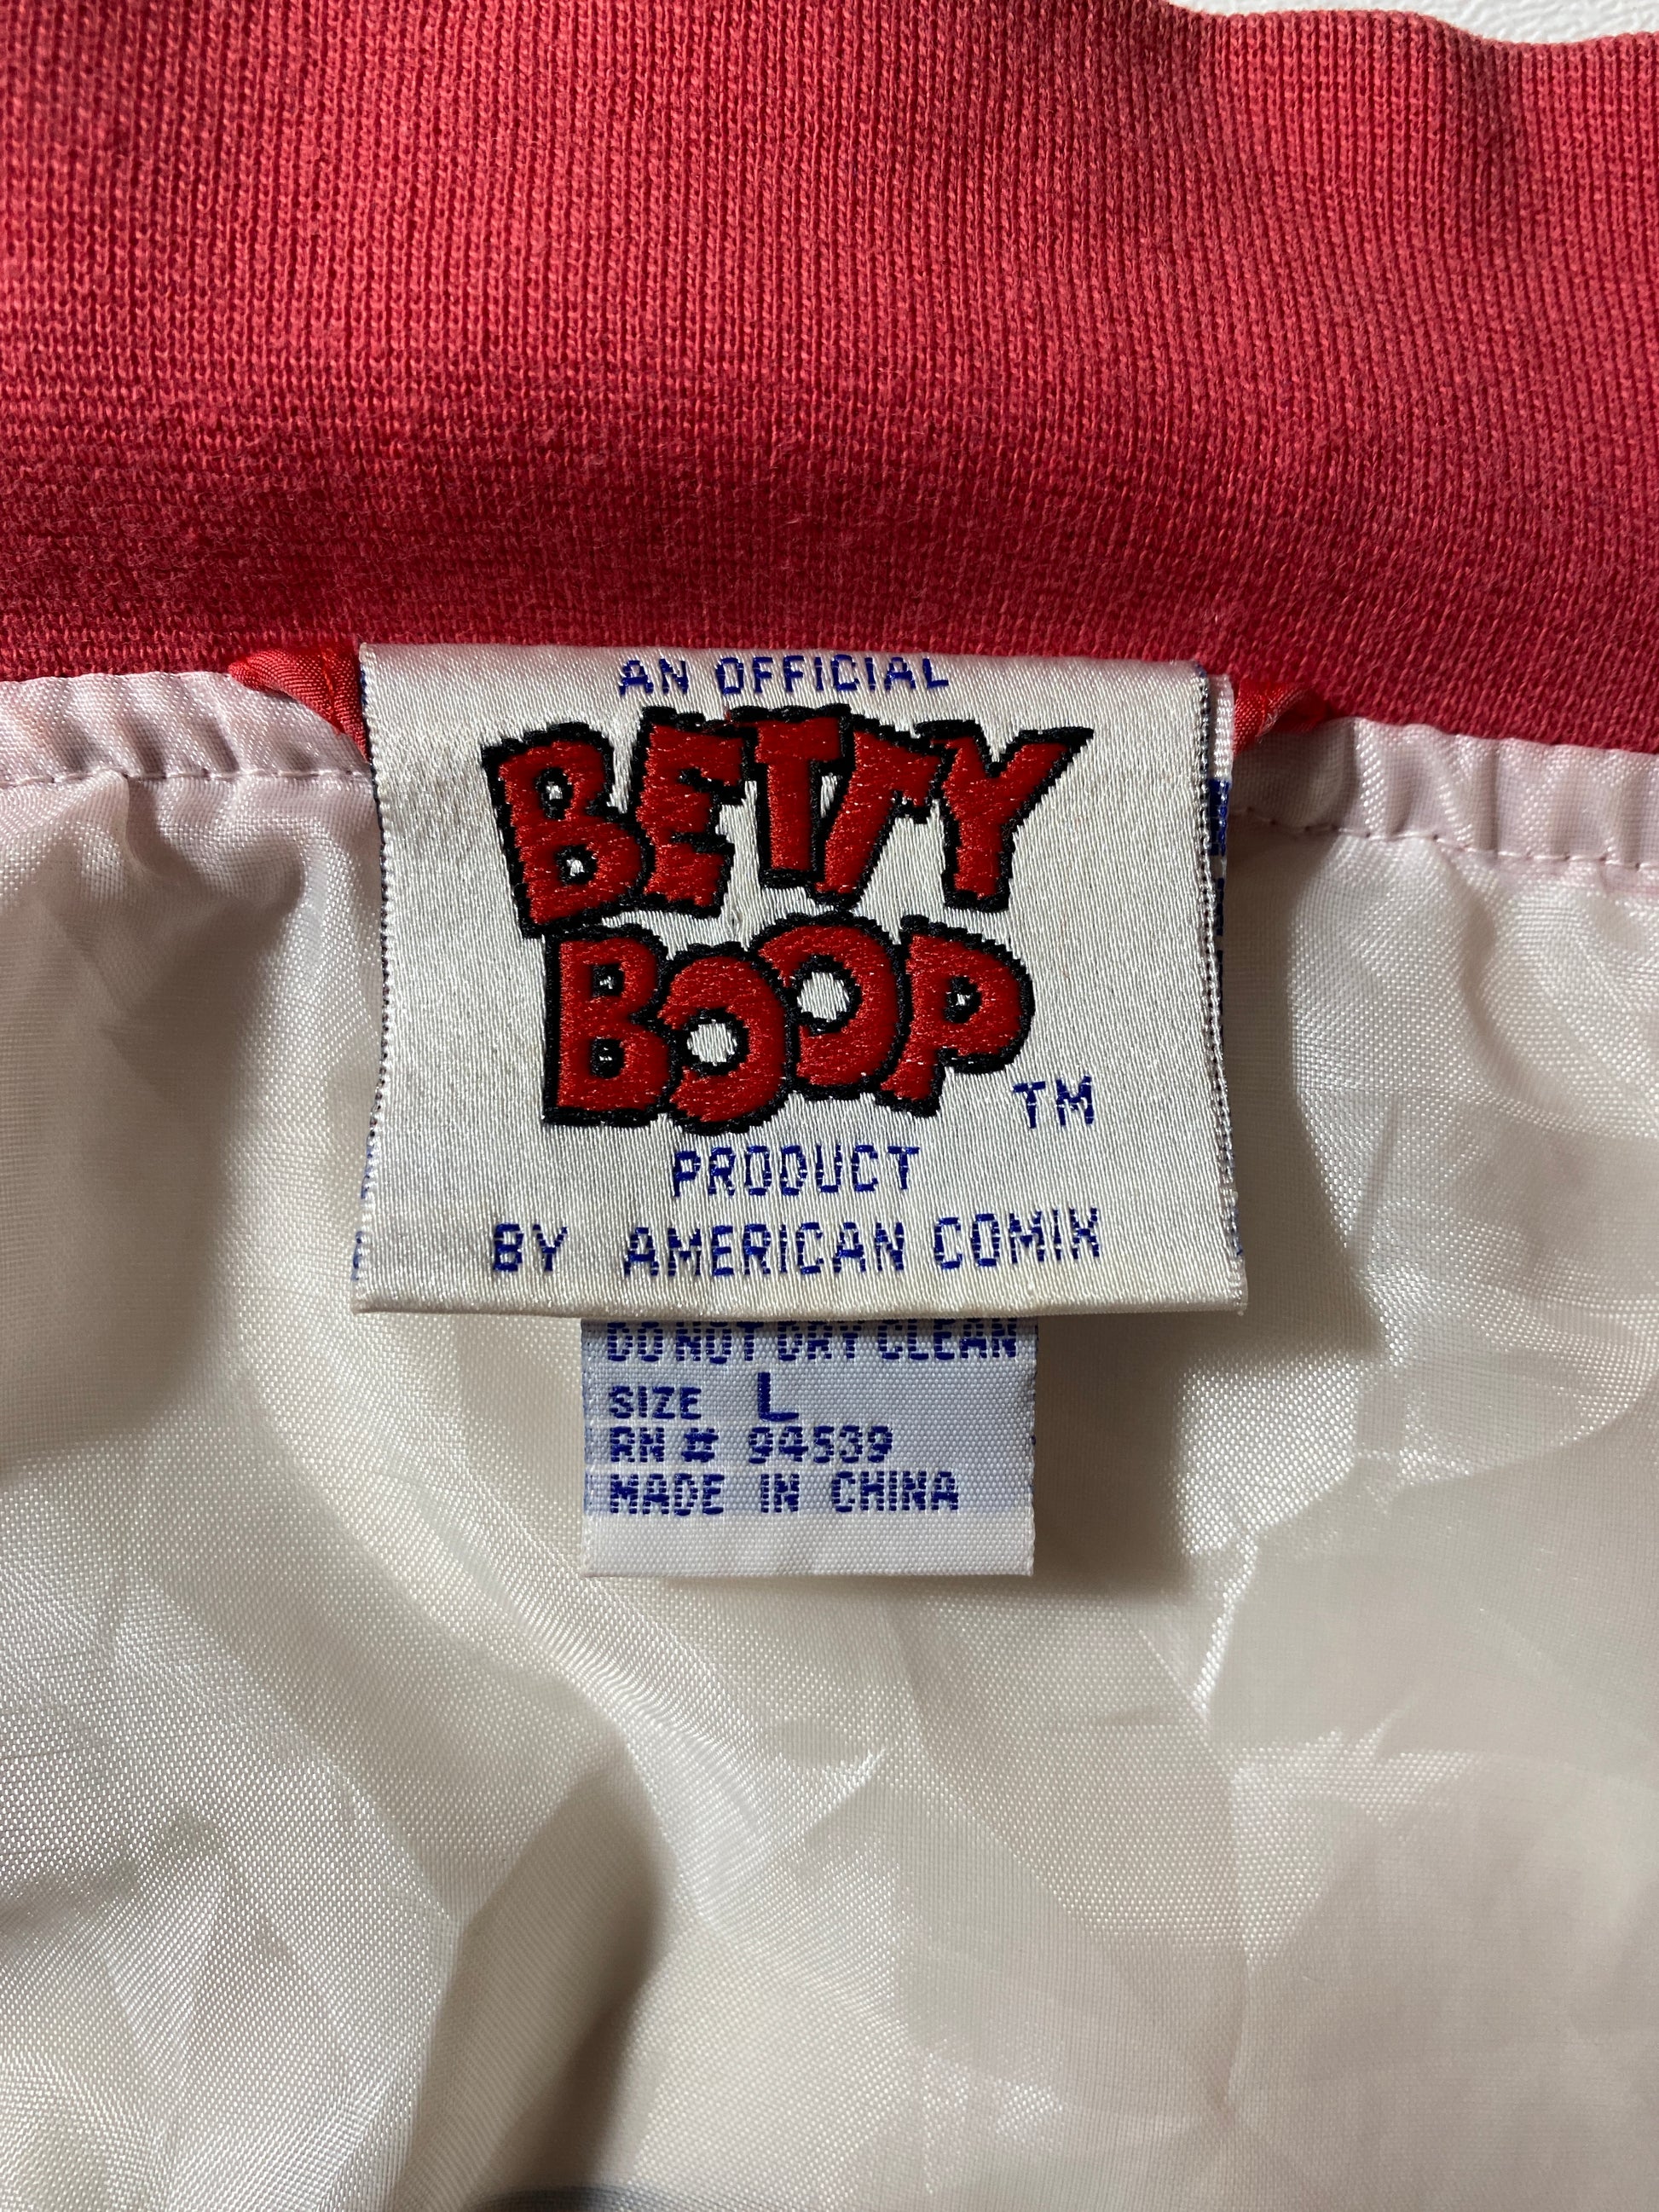 AN OFFICIAL
BETTY
BOOP
TM
PRODUCT
BY AMERICAN COMIX
DO NOT DRY CLEAN
SIZE L
RN # 94539
MADE IN CHINA